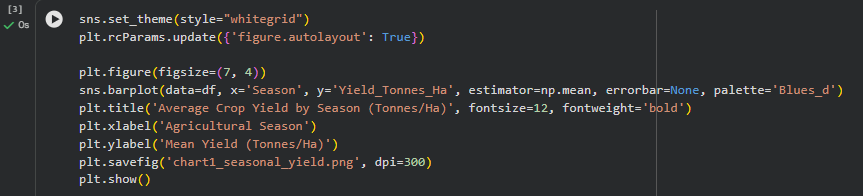 [3]
0s
sns.set_theme(style="whitegrid")
plt.rcParams.update({'figure.autolayout': True})
plt.figure(figsize=(7, 4))
sns.barplot(data=df, x='Season', y='Yield_Tonnes_Ha', estimator=np.mean, errorbar=None, palette='Blues_d')
plt.title('Average Crop Yield by Season (Tonnes/Ha)', fontsize=12, fontweight='bold')
plt.xlabel('Agricultural Season')
plt.ylabel('Mean Yield (Tonnes/Ha)')
plt.savefig('chart1_seasonal_yield.png', dpi=300)
plt.show()